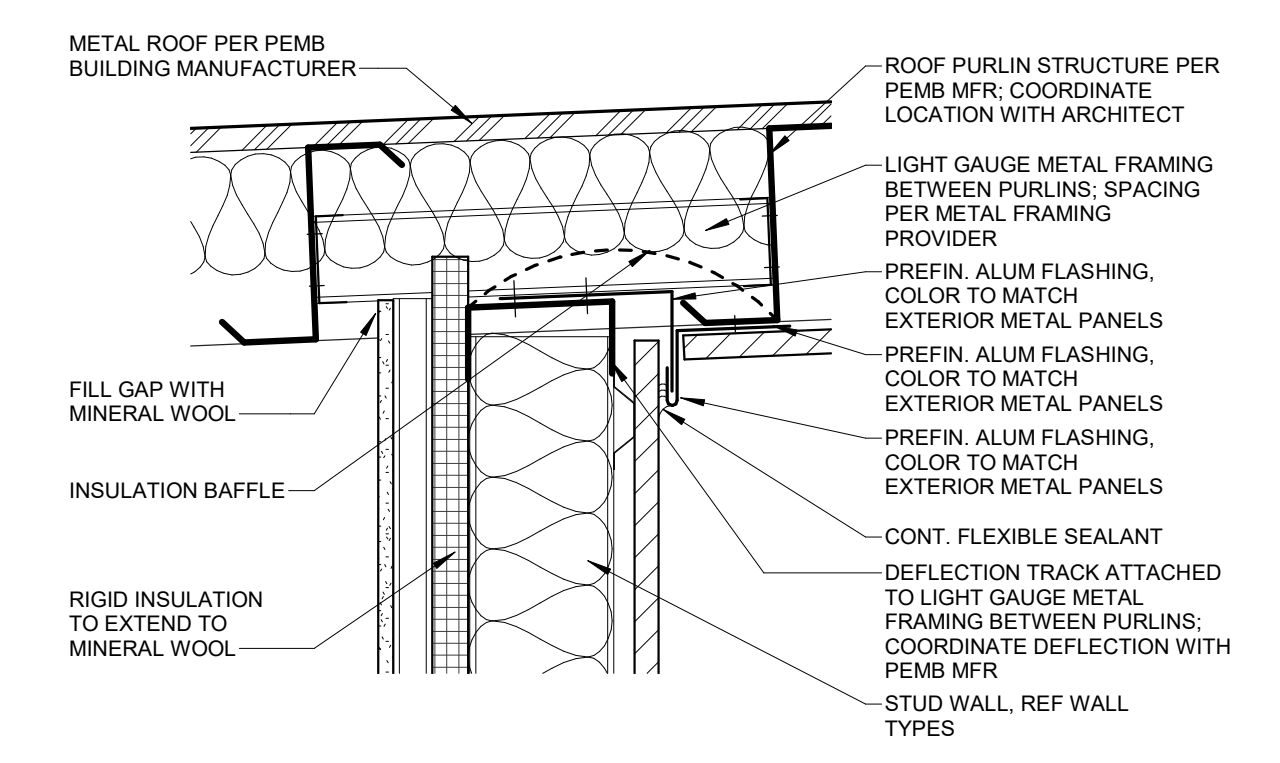 METAL ROOF PER PEMB
BUILDING MANUFACTURER
FILL GAP WITH
MINERAL WOOL
INSULATION BAFFLE
RIGID INSULATION
TO EXTEND TO
MINERAL WOOL
ROOF PURLIN STRUCTURE PER
PEMB MFR; COORDINATE
LOCATION WITH ARCHITECT
LIGHT GAUGE METAL FRAMING
BETWEEN PURLINS; SPACING
PER METAL FRAMING
PROVIDER
PREFIN. ALUM FLASHING,
COLOR TO MATCH
EXTERIOR METAL PANELS
PREFIN. ALUM FLASHING,
COLOR TO MATCH
EXTERIOR METAL PANELS
PREFIN. ALUM FLASHING,
COLOR TO MATCH
EXTERIOR METAL PANELS
CONT. FLEXIBLE SEALANT
DEFLECTION TRACK ATTACHED
TO LIGHT GAUGE METAL
FRAMING BETWEEN PURLINS;
COORDINATE DEFLECTION WITH
PEMB MFR
STUD WALL, REF WALL
TYPES